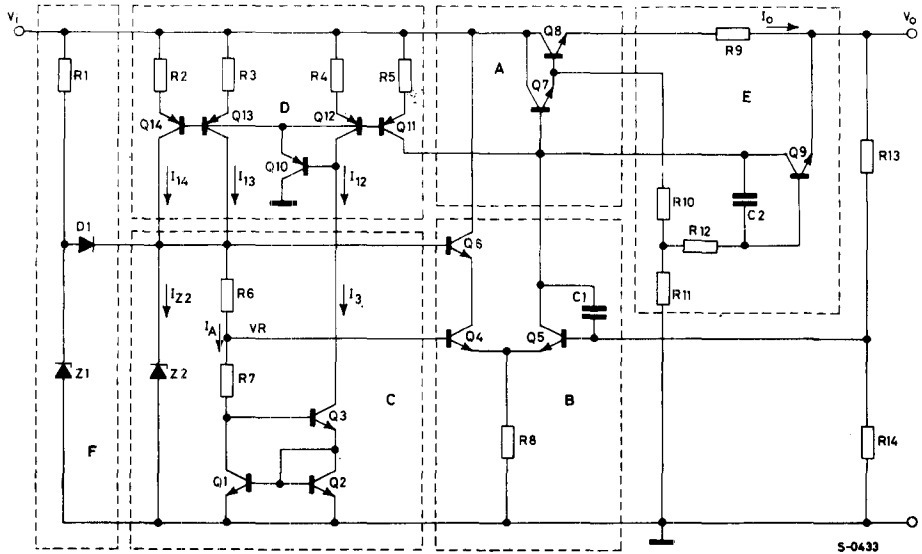 Vi
Q8
R9
Io
Vo
R1
R2
R3
R4
R5
A
Q7
E
D
Q14
Q13
Q12
Q11
Q9
R13
Q10
C2
I14
I13
I12
R10
D1
R12
Q6
R11
IZ2
R6
I3
C1
IA
VR
Q4
Q5
Z1
Z2
R7
C
B
Q3
R8
R14
F
Q1
Q2
S-0433